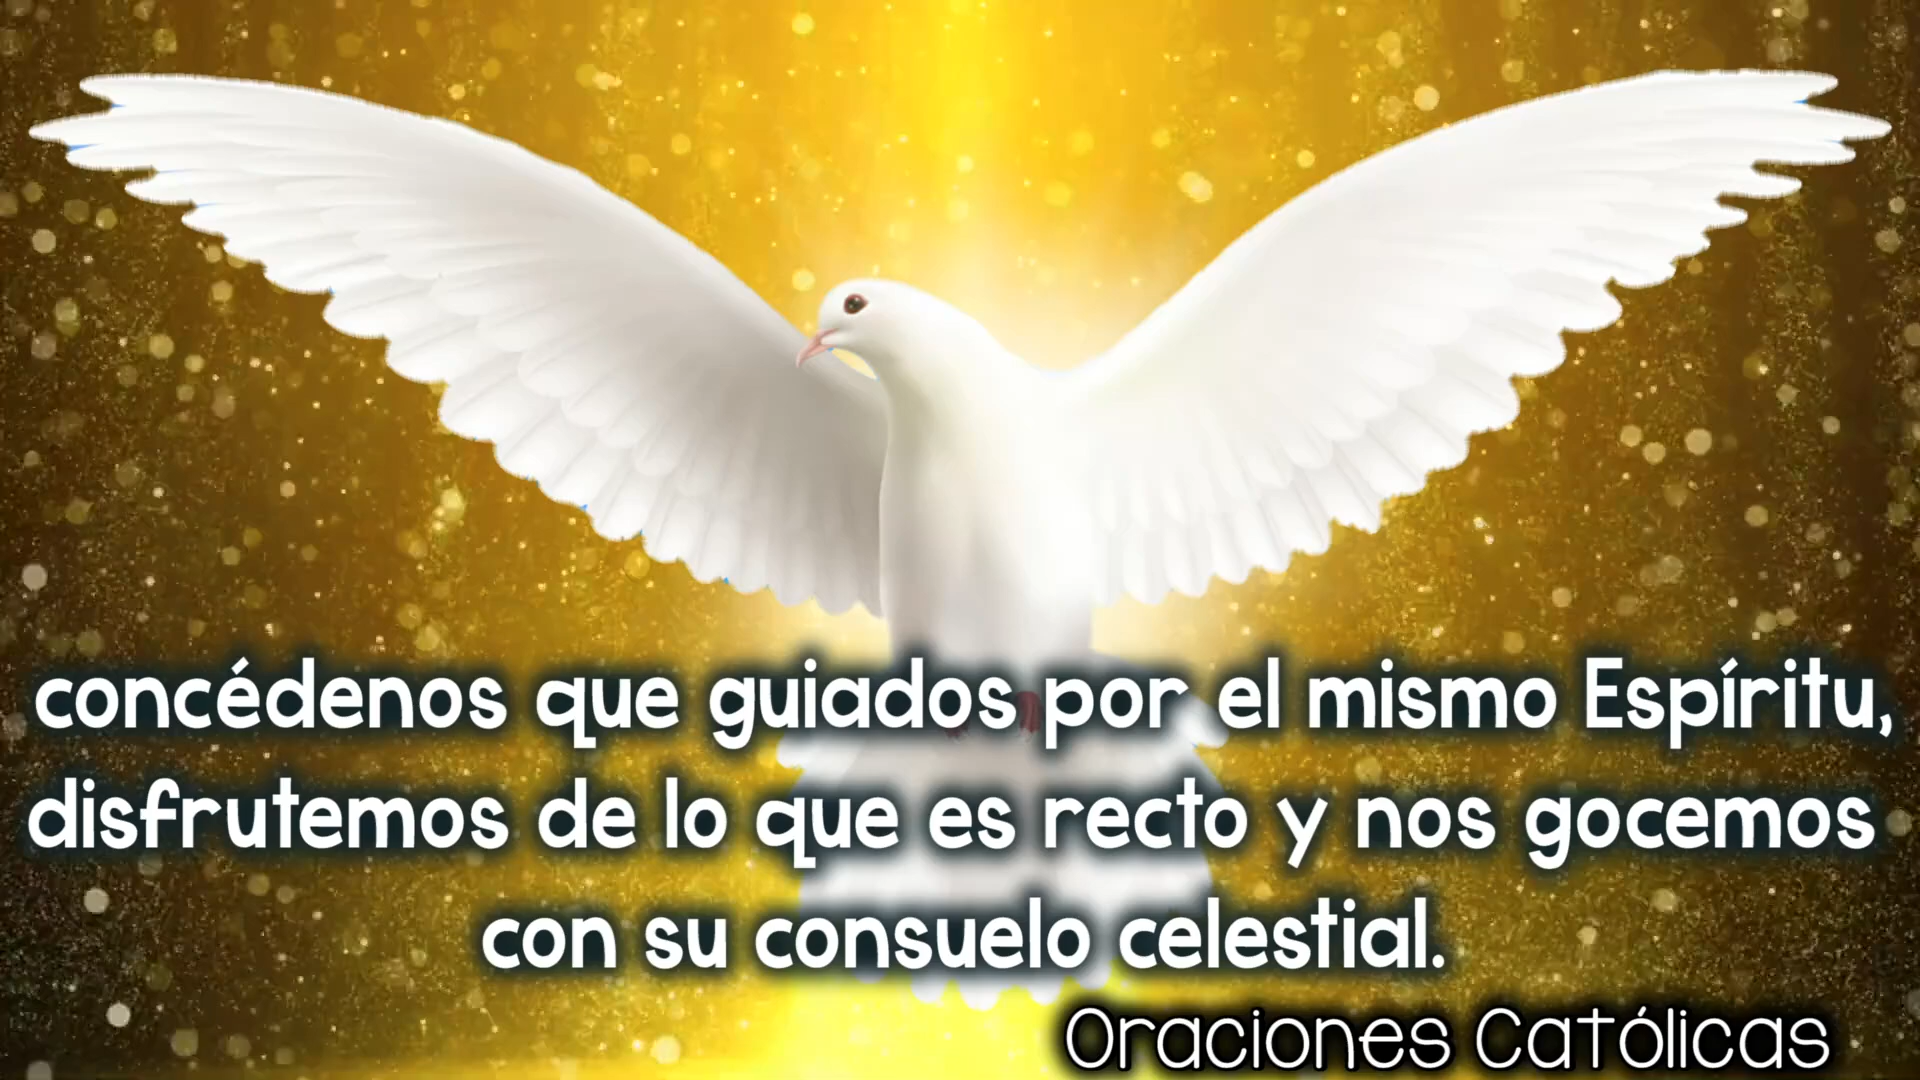 concédenos que guiados por el mismo Espíritu,
disfrutemos de lo que es recto y nos gocemos
con su consuelo celestial.
Oraciones Católicas